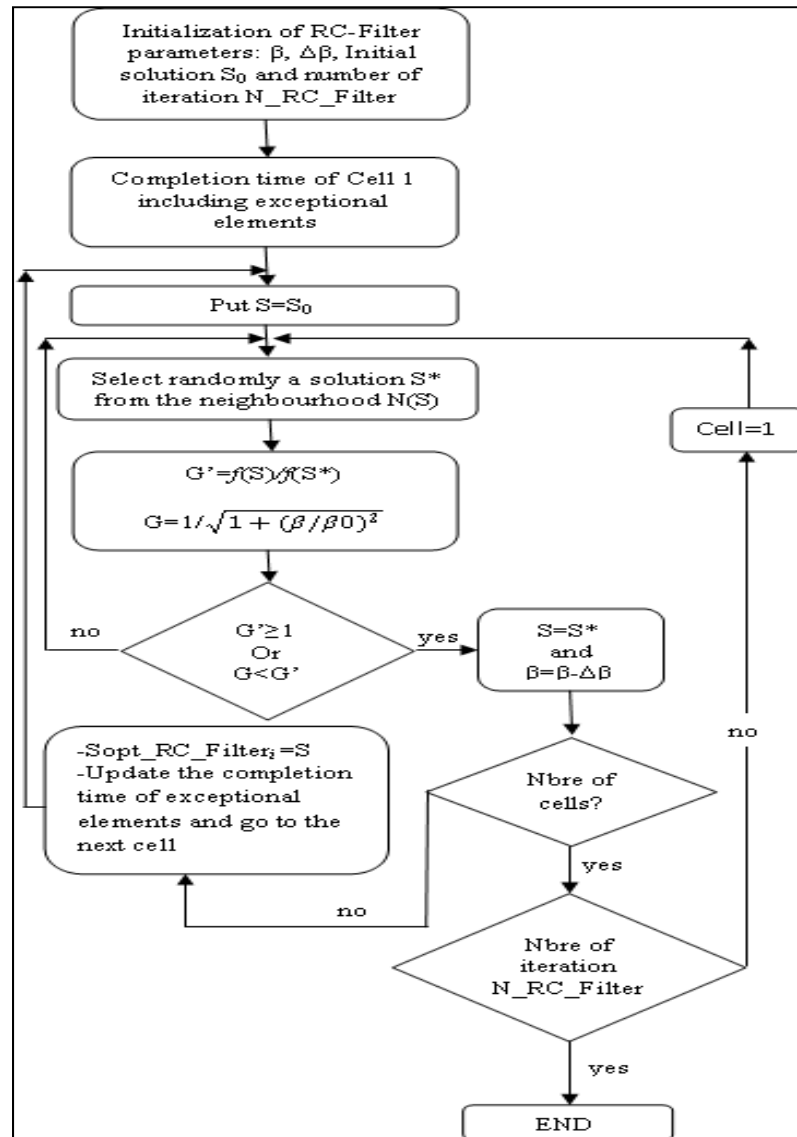 Initialization of RC-Filter
parameters: β, Δβ, Initial
solution S₀ and number of
iteration N_RC_Filter
Completion time of Cell 1
including exceptional
elements
Put S=S₀
Select randomly a solution S*
from the neighbourhood N(S)
Cell=1
G'=f(S)/f(S*)
G=1/√1 + (β/β0)²
no
G'≥1
Or
G<G'
yes
S=S*
and
β=β-Δβ
no
-Sopt_RC_Filterᵢ=S
-Update the completion
time of exceptional
elements and go to the
next cell
Nbre of
cells?
yes
no
Nbre of
iteration
N_RC_Filter
yes
END